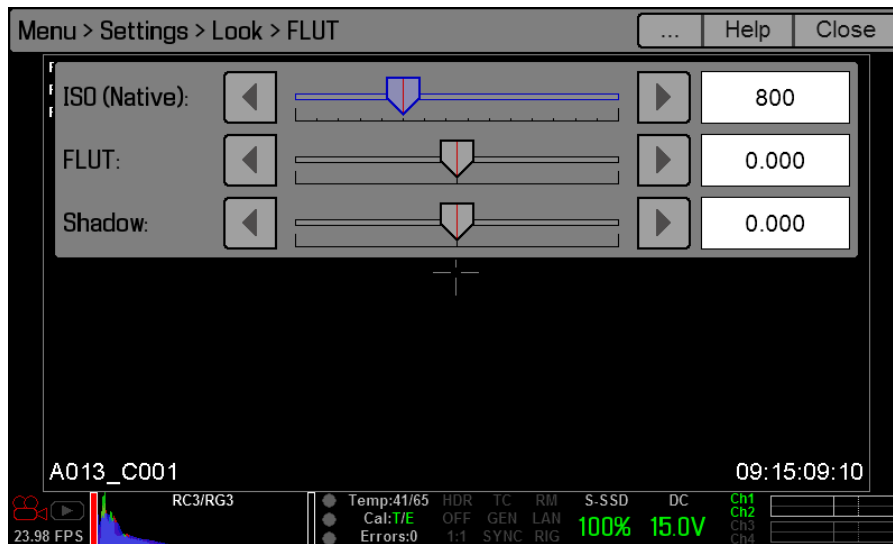 Menu > Settings > Look > FLUT ... Help Close
ISO (Native): 800
FLUT: 0.000
Shadow: 0.000
A013_C001 09:15:09:10
RC3/RG3 Temp:41/65 HDR TC RM S-SSD DC Ch1
Cal:T/E OFF GEN LAN 100% 15.0V Ch2
23.98 FPS Errors:0 1:1 SYNC RIG Ch3
Ch4